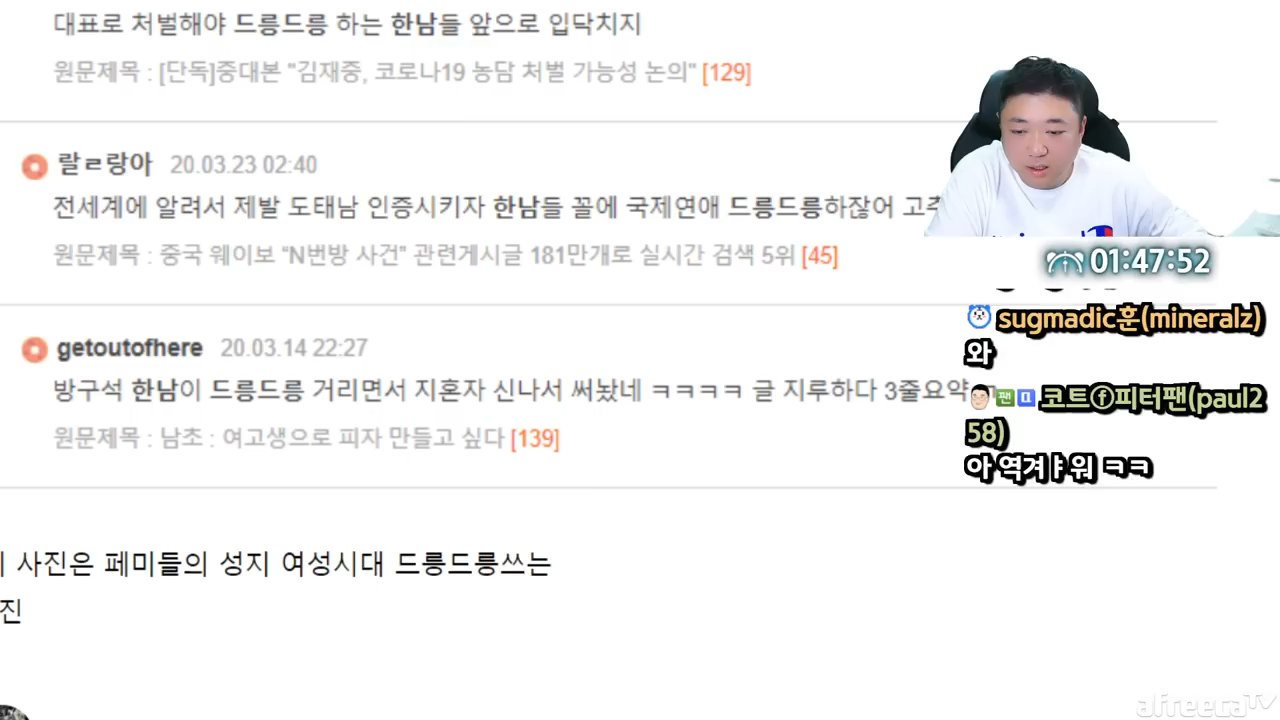 대표로 처벌해야 드릉드릉 하는 한남들 앞으로 입닥치지
원문제목 : [단독]중대본 "김재중, 코로나19 농담 처벌 가능성 논의" [129]
랄ㄹ랑아 20.03.23 02:40
전세계에 알려서 제발 도태남 인증시키자 한남들 꼴에 국제연애 드릉드릉하잖어
원문제목 : 중국 웨이보 “N번방 사건” 관련게시글 181만개로 실시간 검색 5위 [45]
getoutofhere 20.03.14 22:27
방구석 한남이 드릉드릉 거리면서 지혼자 신나서 써놨네 ㅋㅋㅋㅋ 글 지루하다 3줄요약
원문제목 : 남초 : 여고생으로 피자 만들고 싶다 [139]
사진은 페미들의 성지 여성시대 드릉드릉쓰는
진
01:47:52
sugmadic훈(mineralz)
와
팬 코트ⓕ피터팬(paul2
58)
아 역겨ㅑ워 ㅋㅋ
afreecaTV